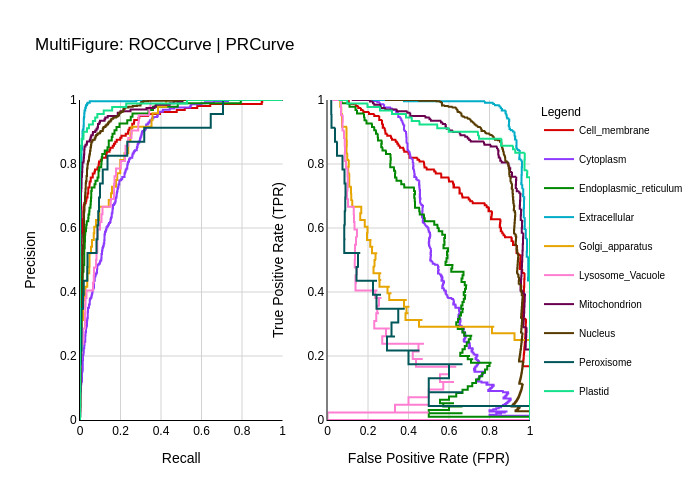 MultiFigure: ROCCurve | PRCurve
Precision
1
0.8
0.6
0.4
0.2
0
0 0.2 0.4 0.6 0.8 1
Recall
True Positive Rate (TPR)
1
0.8
0.6
0.4
0.2
0
0 0.2 0.4 0.6 0.8 1
False Positive Rate (FPR)
Legend
Cell_membrane
Cytoplasm
Endoplasmic_reticulum
Extracellular
Golgi_apparatus
Lysosome_Vacuole
Mitochondrion
Nucleus
Peroxisome
Plastid